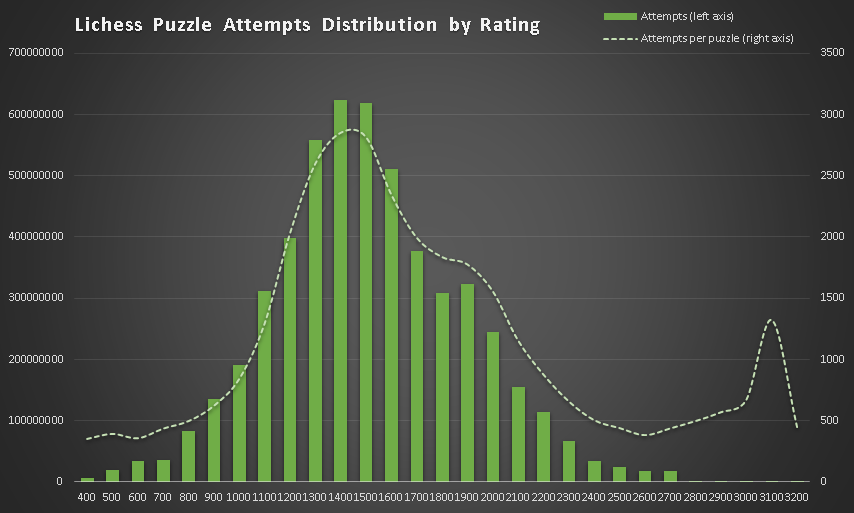 Lichess Puzzle Attempts Distribution by Rating
Attempts (left axis)
Attempts per puzzle (right axis)
700000000 3500
600000000 3000
500000000 2500
400000000 2000
300000000 1500
200000000 1000
100000000 500
0 0
400 500 600 700 800 900 1000 1100 1200 1300 1400 1500 1600 1700 1800 1900 2000 2100 2200 2300 2400 2500 2600 2700 2800 2900 3000 3100 3200